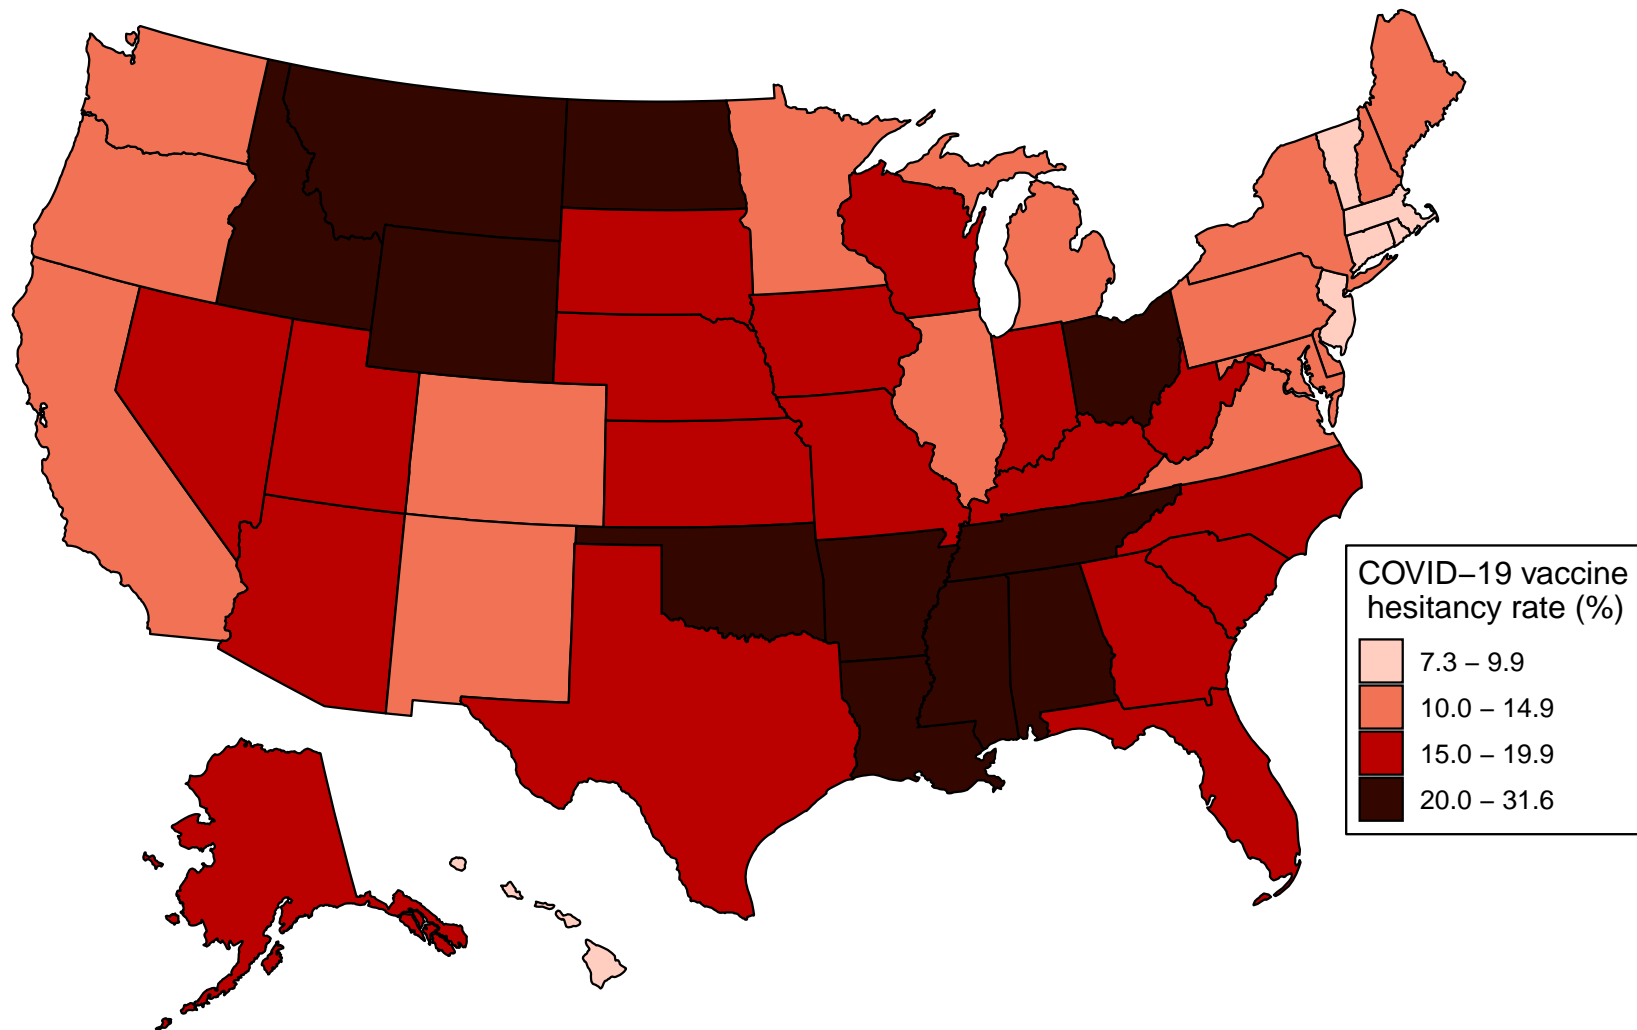 COVID−19 vaccine
hesitancy rate (%)
7.3 − 9.9
10.0 − 14.9
15.0 − 19.9
20.0 − 31.6